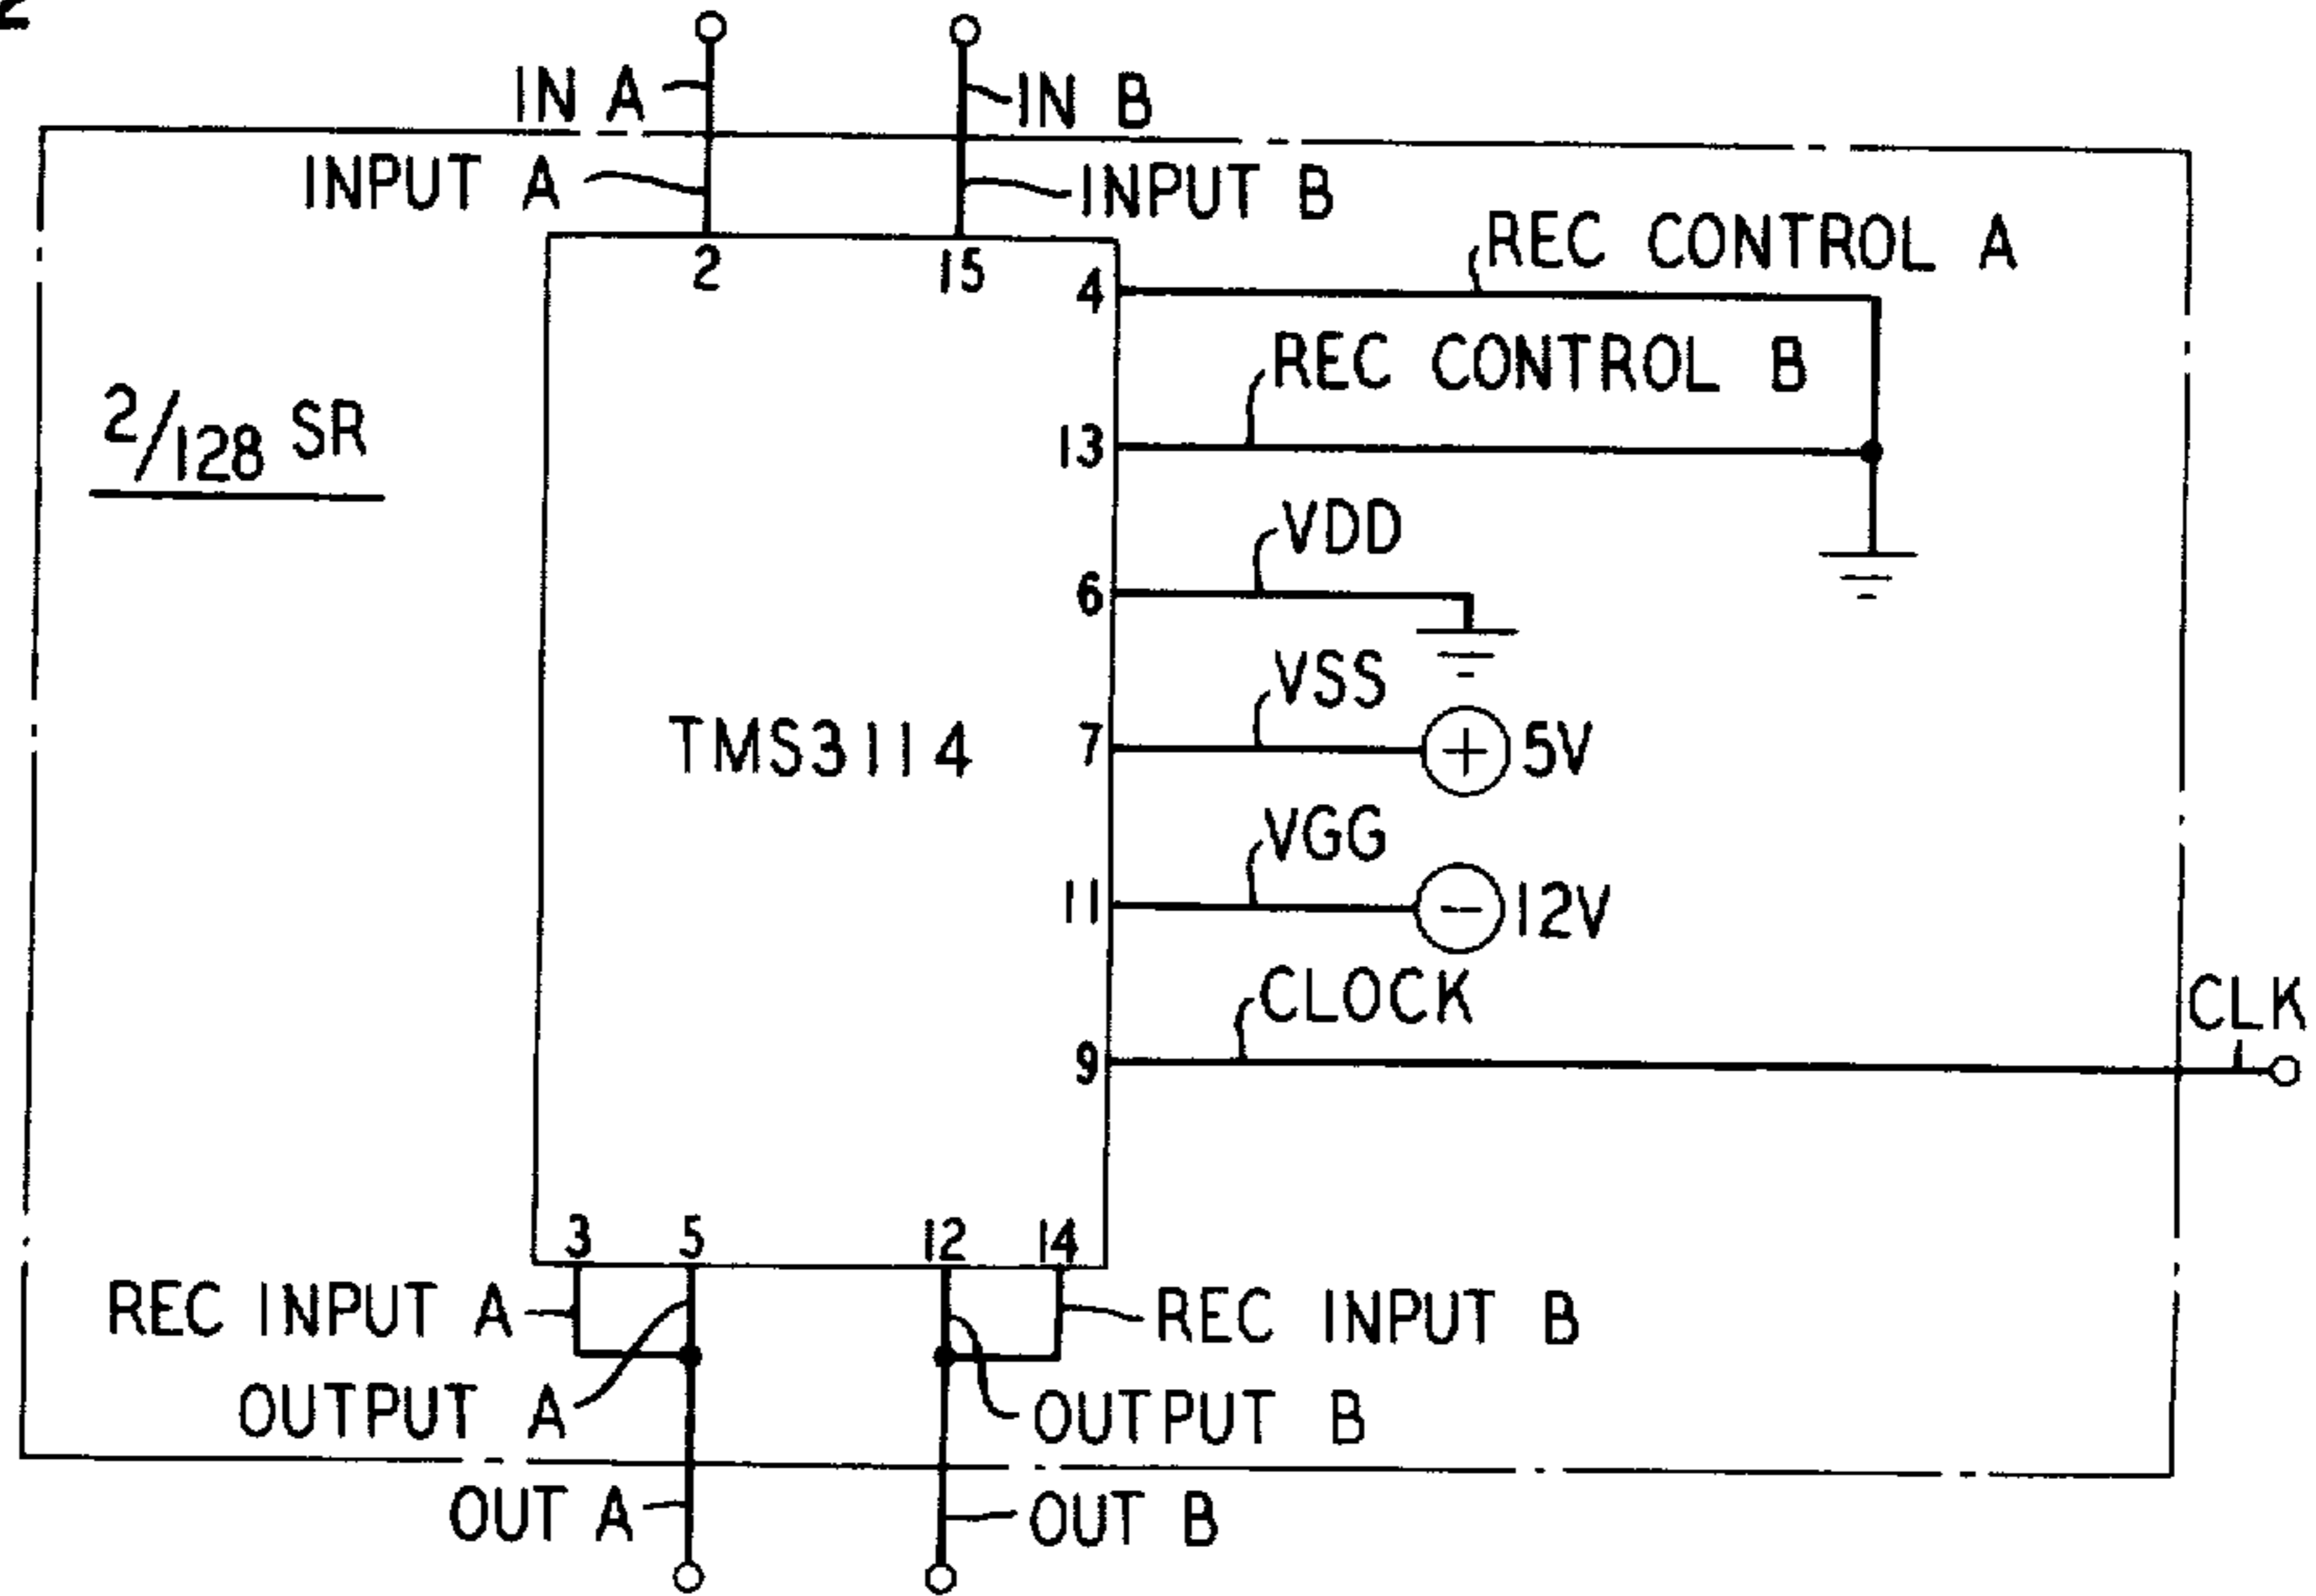 2
IN A
IN B
INPUT A
INPUT B
2
15
REC CONTROL A
4
REC CONTROL B
2/128 SR
13
VDD
6
VSS
TMS3114
7
5V
VGG
11
12V
CLOCK
CLK
9
3
5
12
14
REC INPUT A
REC INPUT B
OUTPUT A
OUTPUT B
OUT A
OUT B